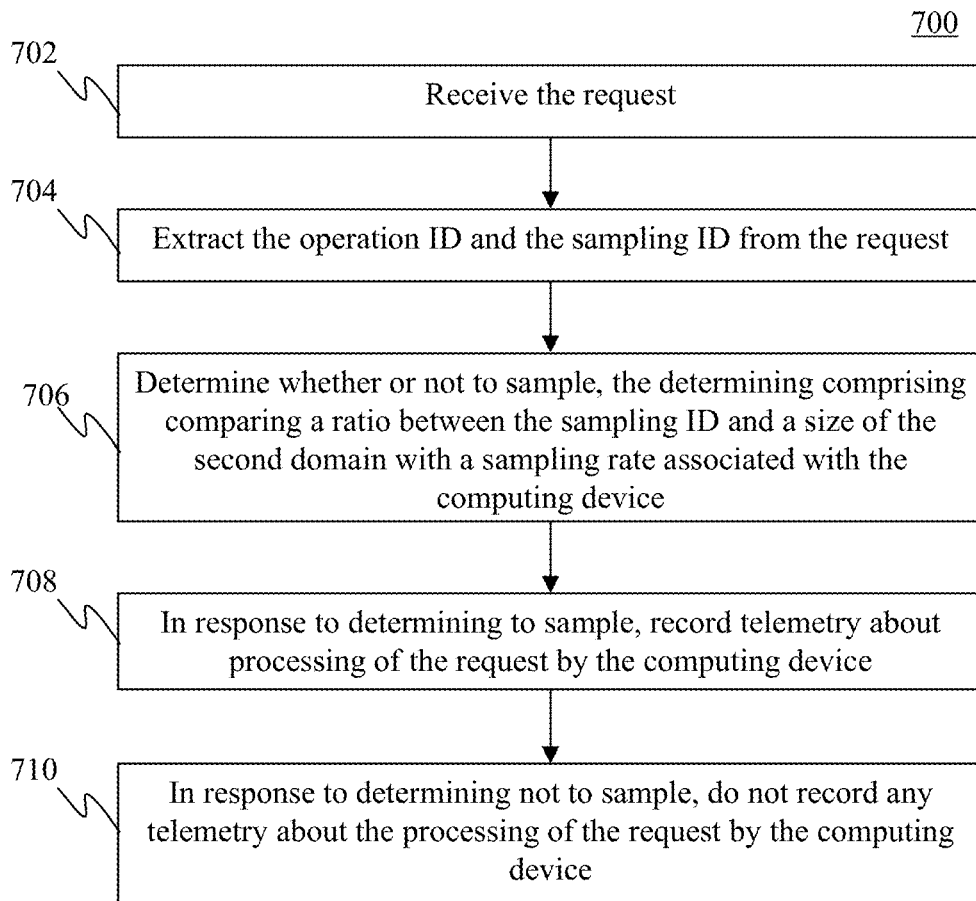 700
702
Receive the request
704
Extract the operation ID and the sampling ID from the request
706
Determine whether or not to sample, the determining comprising
comparing a ratio between the sampling ID and a size of the
second domain with a sampling rate associated with the
computing device
708
In response to determining to sample, record telemetry about
processing of the request by the computing device
710
In response to determining not to sample, do not record any
telemetry about the processing of the request by the computing
device